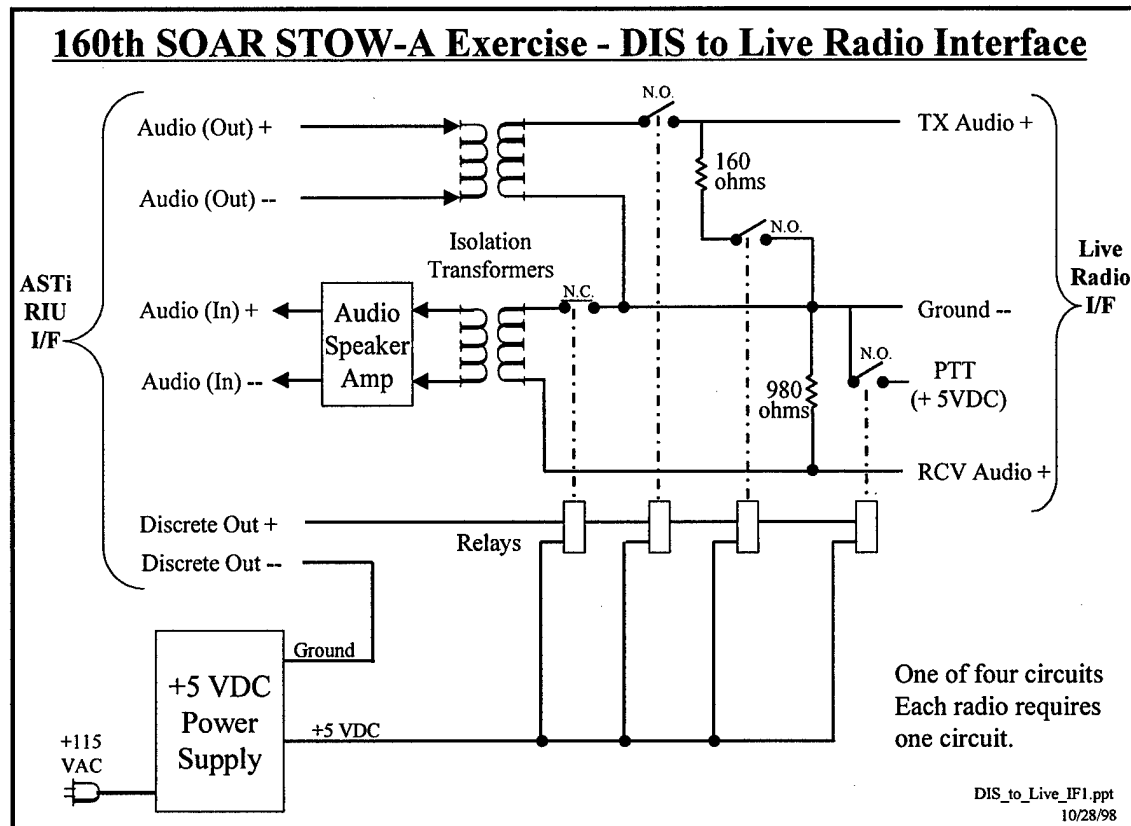 160th SOAR STOW-A Exercise - DIS to Live Radio Interface
N.O.
Audio (Out) +
TX Audio +
160
ohms
Audio (Out) --
N.O.
Isolation
Transformers
Live
Radio
I/F
ASTi
RIU
I/F
N.C.
Audio (In) +
Audio
Speaker
Amp
Ground --
N.O.
Audio (In) --
980
ohms
PTT
(+ 5VDC)
RCV Audio +
Discrete Out +
Relays
Discrete Out --
Ground
+5 VDC
Power
Supply
+5 VDC
+115
VAC
One of four circuits
Each radio requires
one circuit.
DIS_to_Live_IF1.ppt
10/28/98